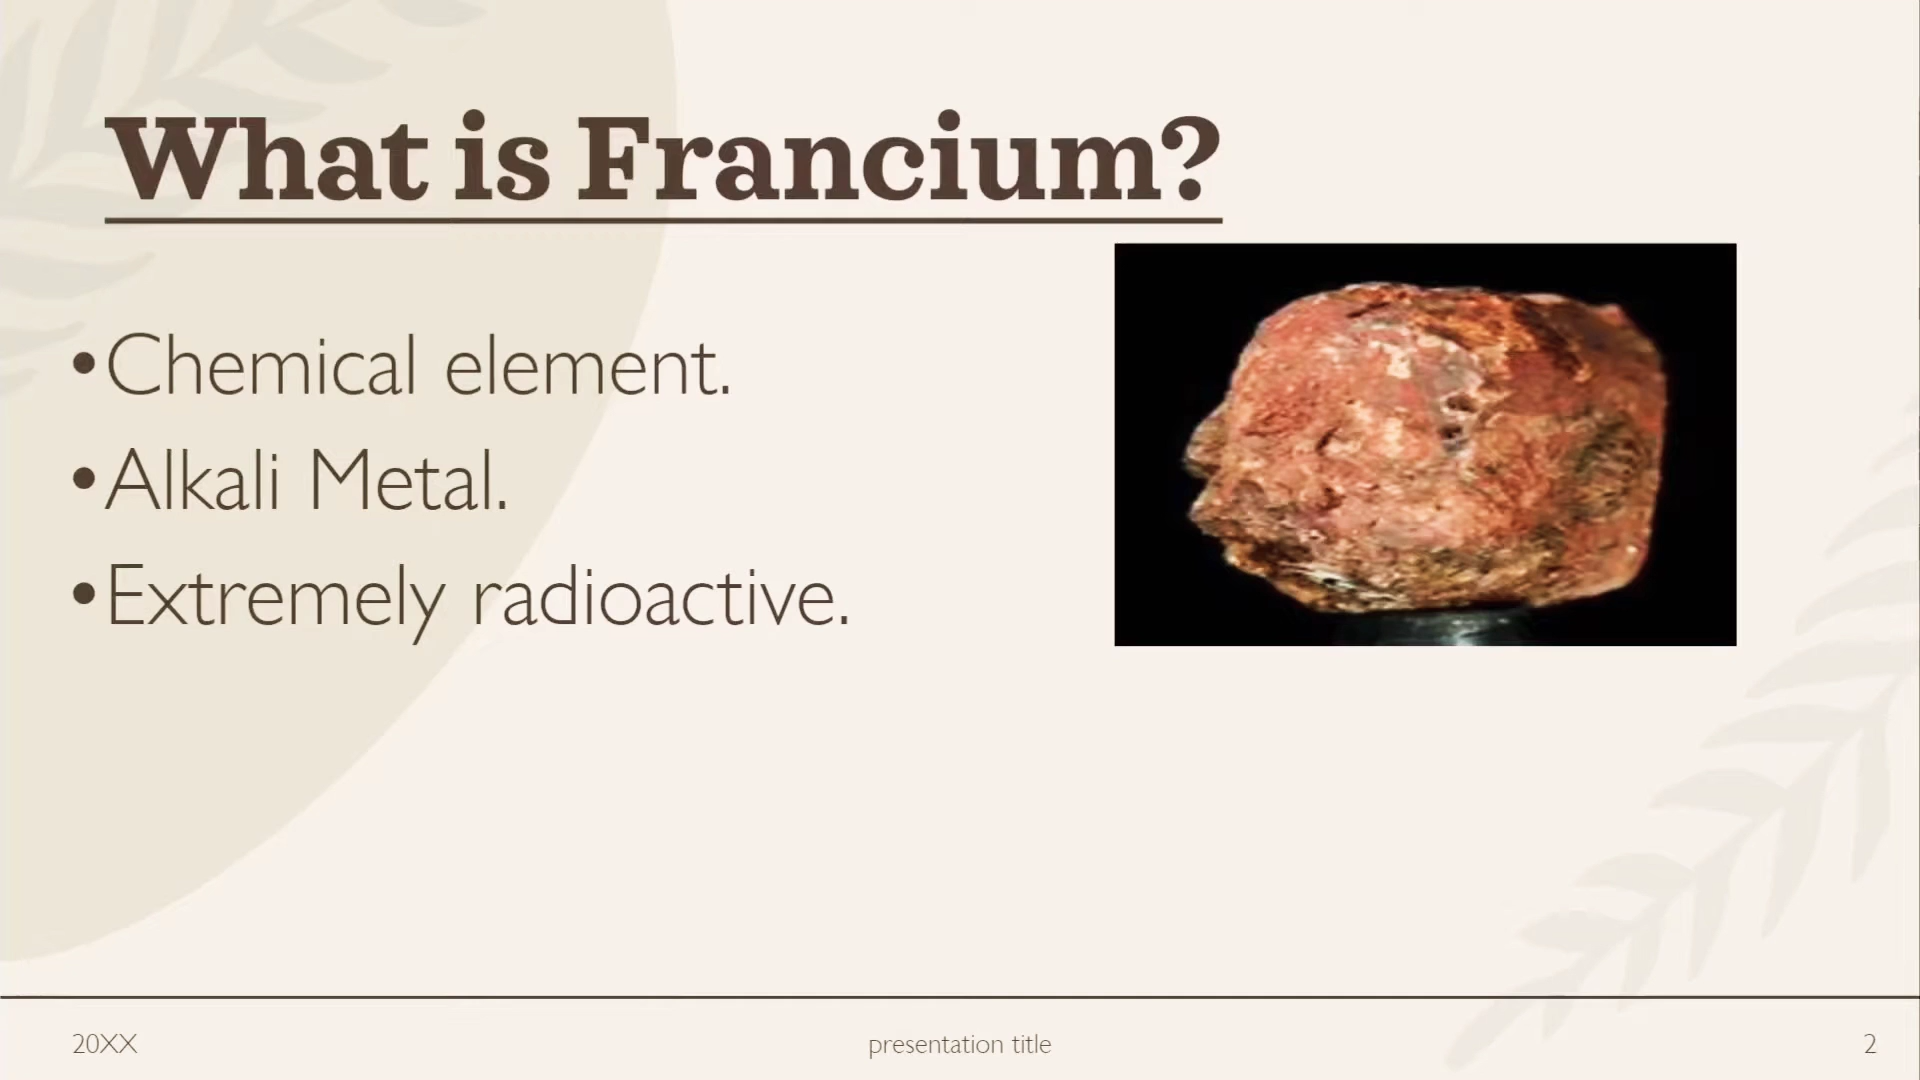 What is Francium?
•Chemical element.
•Alkali Metal.
•Extremely radioactive.
20XX
presentation title
2